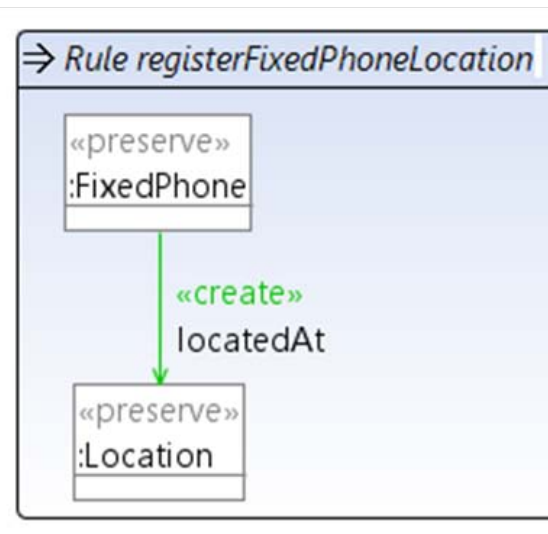 ⇒ Rule registerFixedPhoneLocation
«preserve»
:FixedPhone
«create»
locatedAt
«preserve»
:Location